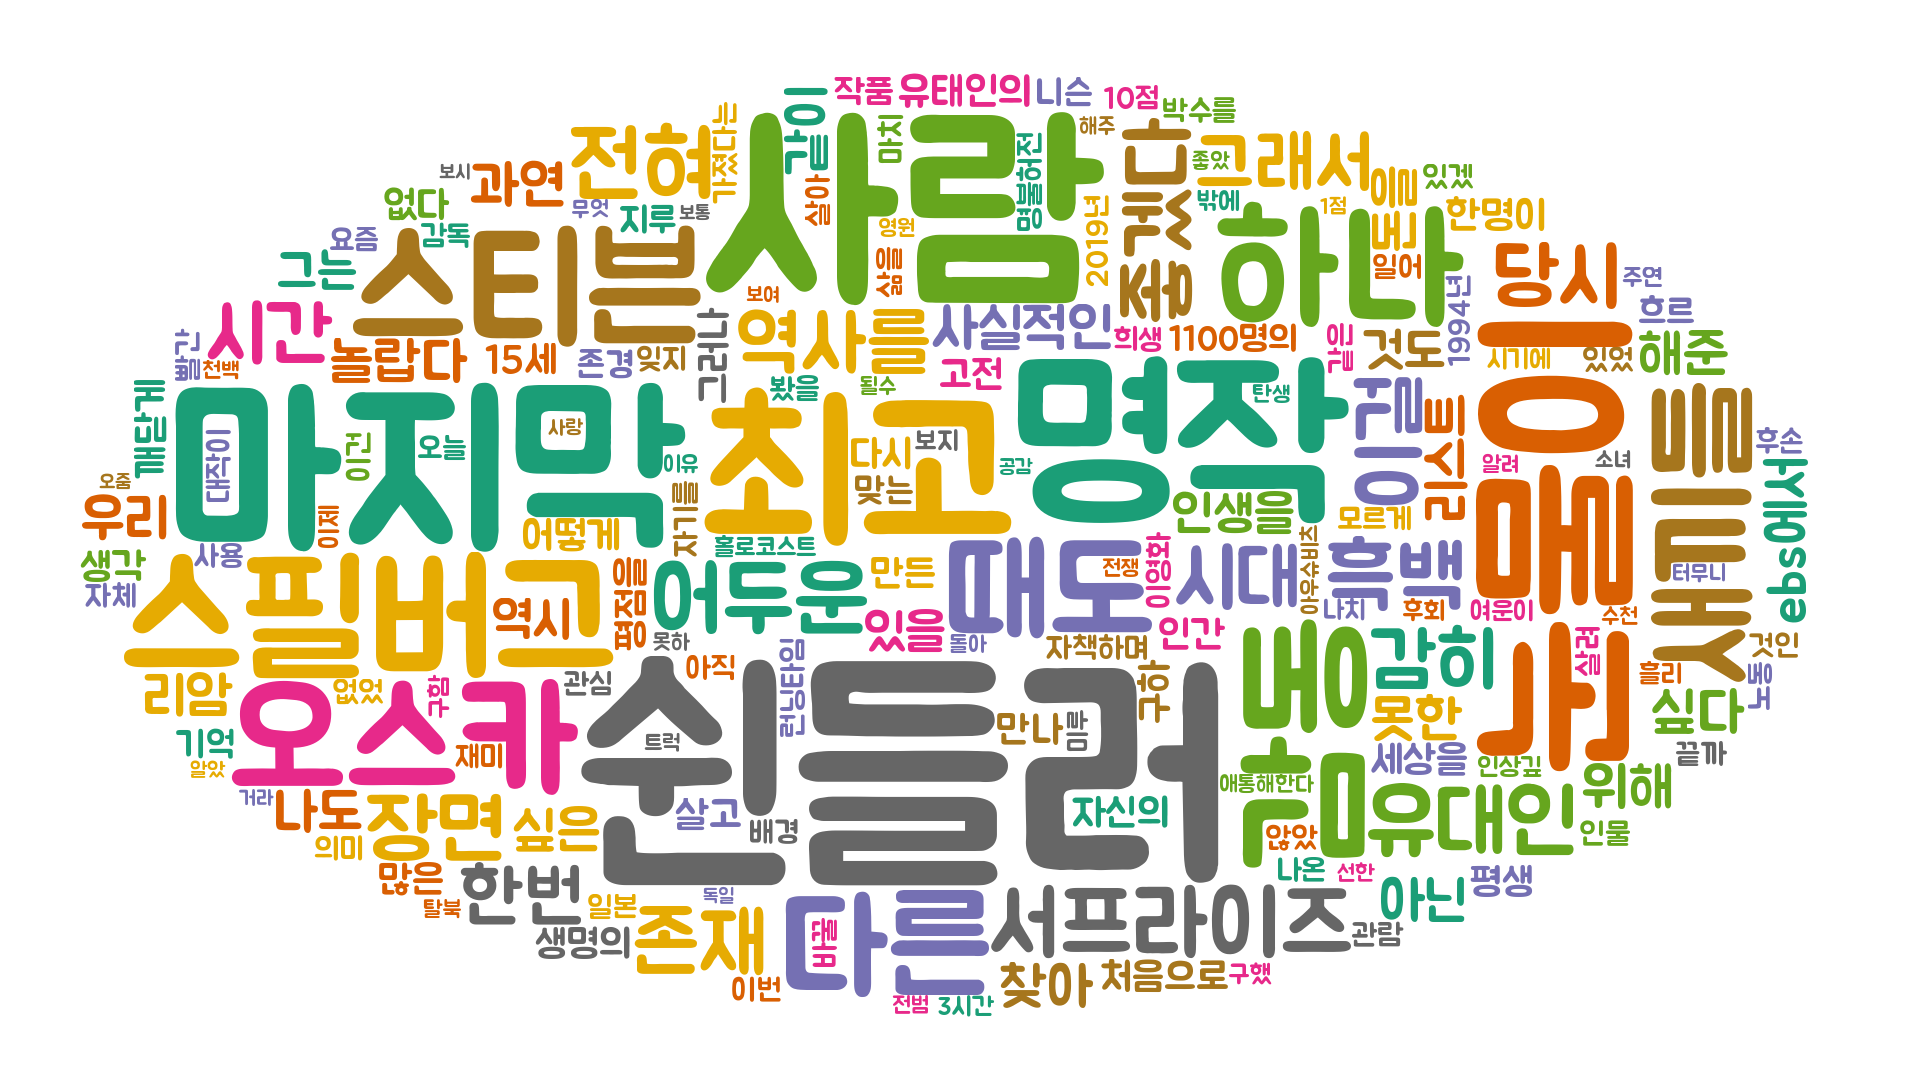 작품
유태인의
니슨
10점
박수를
같이
마치
사람
해주
명불허전
좋겠다
좋았
그래서
있겠
가졌다는
전혀
과연
보시
없다
무엇
지루
보통
감독
요즘
살아
영원
2019년
밖에
1점
한명이
하나
일어
당시
주연
그는
스티븐
삶을
1994년
흐르
시간
보여
역사를
사실적인
희생
1100명의
같은
것도
시기에
있었
해준
빨간
천백
놀랍다
15세
존경
잊지
그러나
고전
봤을
될수
탄생
깨닫게
마지막
대작이
사랑
이건
오늘
이유
최고
다시
보지
맞는
공감
명작
이걸
리스트
알려
소녀
후손
서에
ebs
오줌
우리
이제
어떻게
자기를
홀로코스트
인생을
모르게
생각
사용
자체
스필버그
역시
평점을
어두운
만든
때도
전쟁
이영화
시대
아우슈비츠
나치
흑백
후회
여운이
수천
터무니
있을
돌아
못하
인간
자책하며
감히
살려
흘리
것인
노동
리암
없었
구함
관심
아직
런닝타임
구하
만나
못한
싶다
기억
알았
오스카
재미
쉰들러
트럭
세상을
인상깊
끝까
거라
나도
장면
싶은
살고
배경
자신의
애통해한다
유대인
위해
의미
않았
인물
많은
한번
나온
선한
평생
탈북
일본
독일
아닌
생명의
존재
다른
바꿀
서프라이즈
관람
이번
찾아
처음으로
구했
전범
3시간